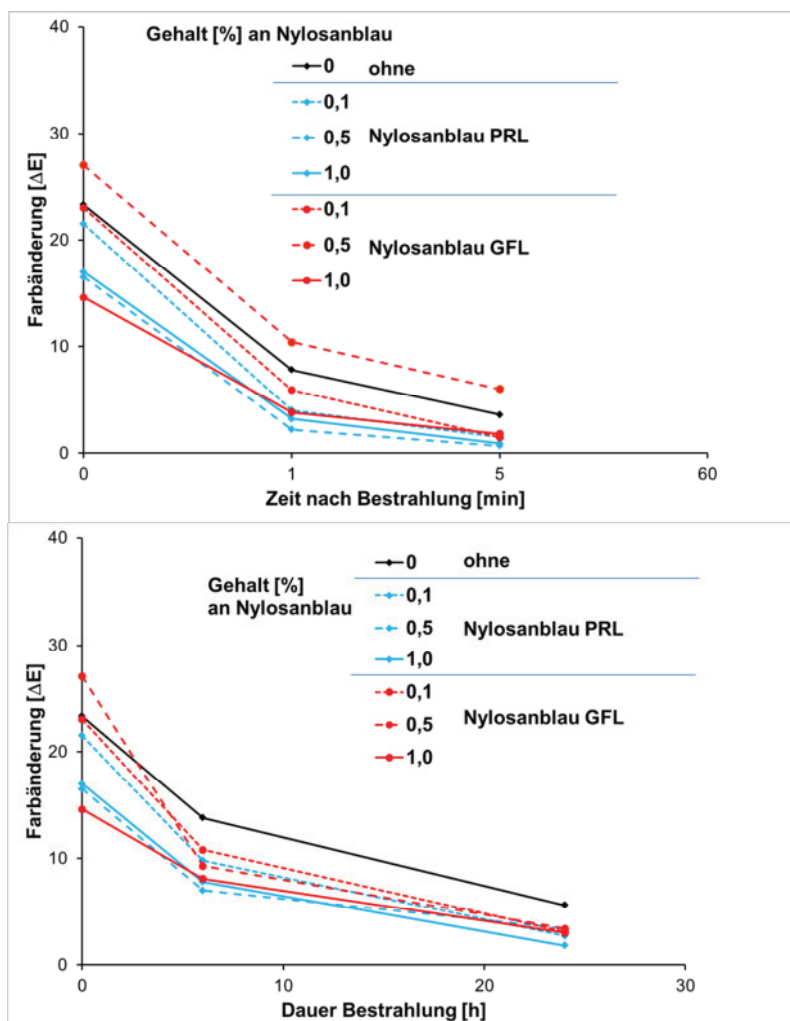 40
30
20
10
0
Farbänderung [ΔE]
Gehalt [%] an Nylosanblau
0 ohne
0,1
0,5 Nylosanblau PRL
1,0
0,1
0,5 Nylosanblau GFL
1,0
0 1 5 60
Zeit nach Bestrahlung [min]
40
30
20
10
0
Farbänderung [ΔE]
Gehalt [%]
an Nylosanblau
0 ohne
0,1
0,5 Nylosanblau PRL
1,0
0,1
0,5 Nylosanblau GFL
1,0
0 10 20 30
Dauer Bestrahlung [h]